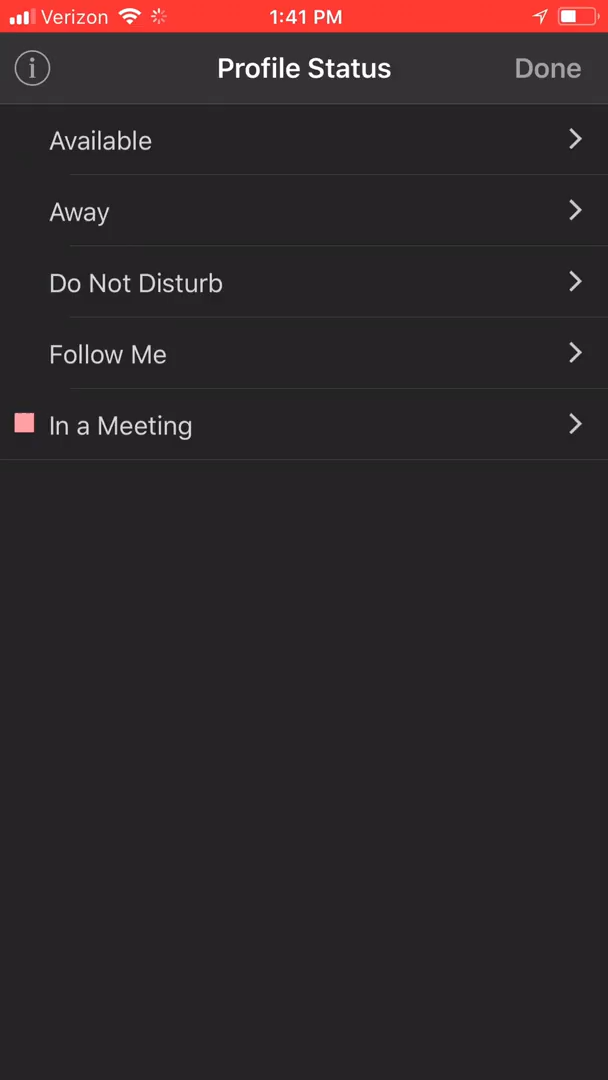 Verizon 1:41 PM
i Profile Status Done
Available
Away
Do Not Disturb
Follow Me
In a Meeting